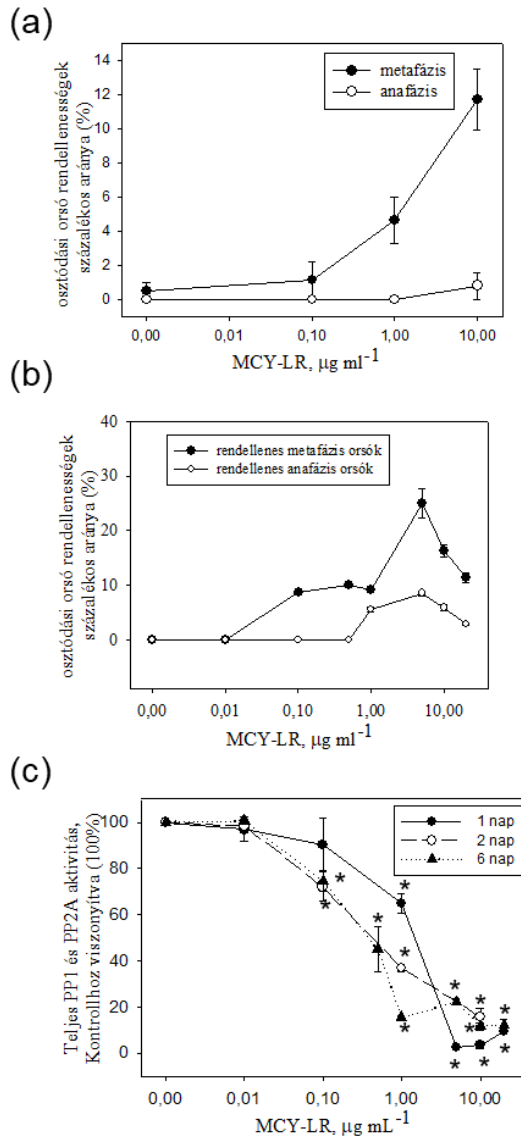 (a)
osztódási orsó rendellenességek
százalékos aránya (%)
14
12
10
8
6
4
2
0
metafázis
anafázis
0,00
0,01
0,10
1,00
10,00
MCY-LR, µg ml⁻¹
(b)
osztódási orsó rendellenességek
százalékos aránya (%)
40
30
20
10
0
rendellenes metafázis orsók
rendellenes anafázis orsók
0,00
0,01
0,10
1,00
10,00
MCY-LR, µg ml⁻¹
(c)
Teljes PP1 és PP2A aktivitás,
Kontrollhoz viszonyítva (100%)
100
80
60
40
20
0
1 nap
2 nap
6 nap
* * * * * * * * * * * * *
0,00
0,01
0,10
1,00
10,00
MCY-LR, µg mL⁻¹